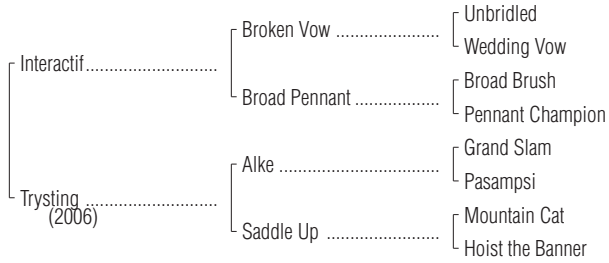 Unbridled
Broken Vow ..................
Wedding Vow
Interactif.......................
Broad Brush
Broad Pennant ...............
Pennant Champion
Grand Slam
Alke ............................
Pasampsi
Trysting .......................
(2006)
Mountain Cat
Saddle Up ....................
Hoist the Banner